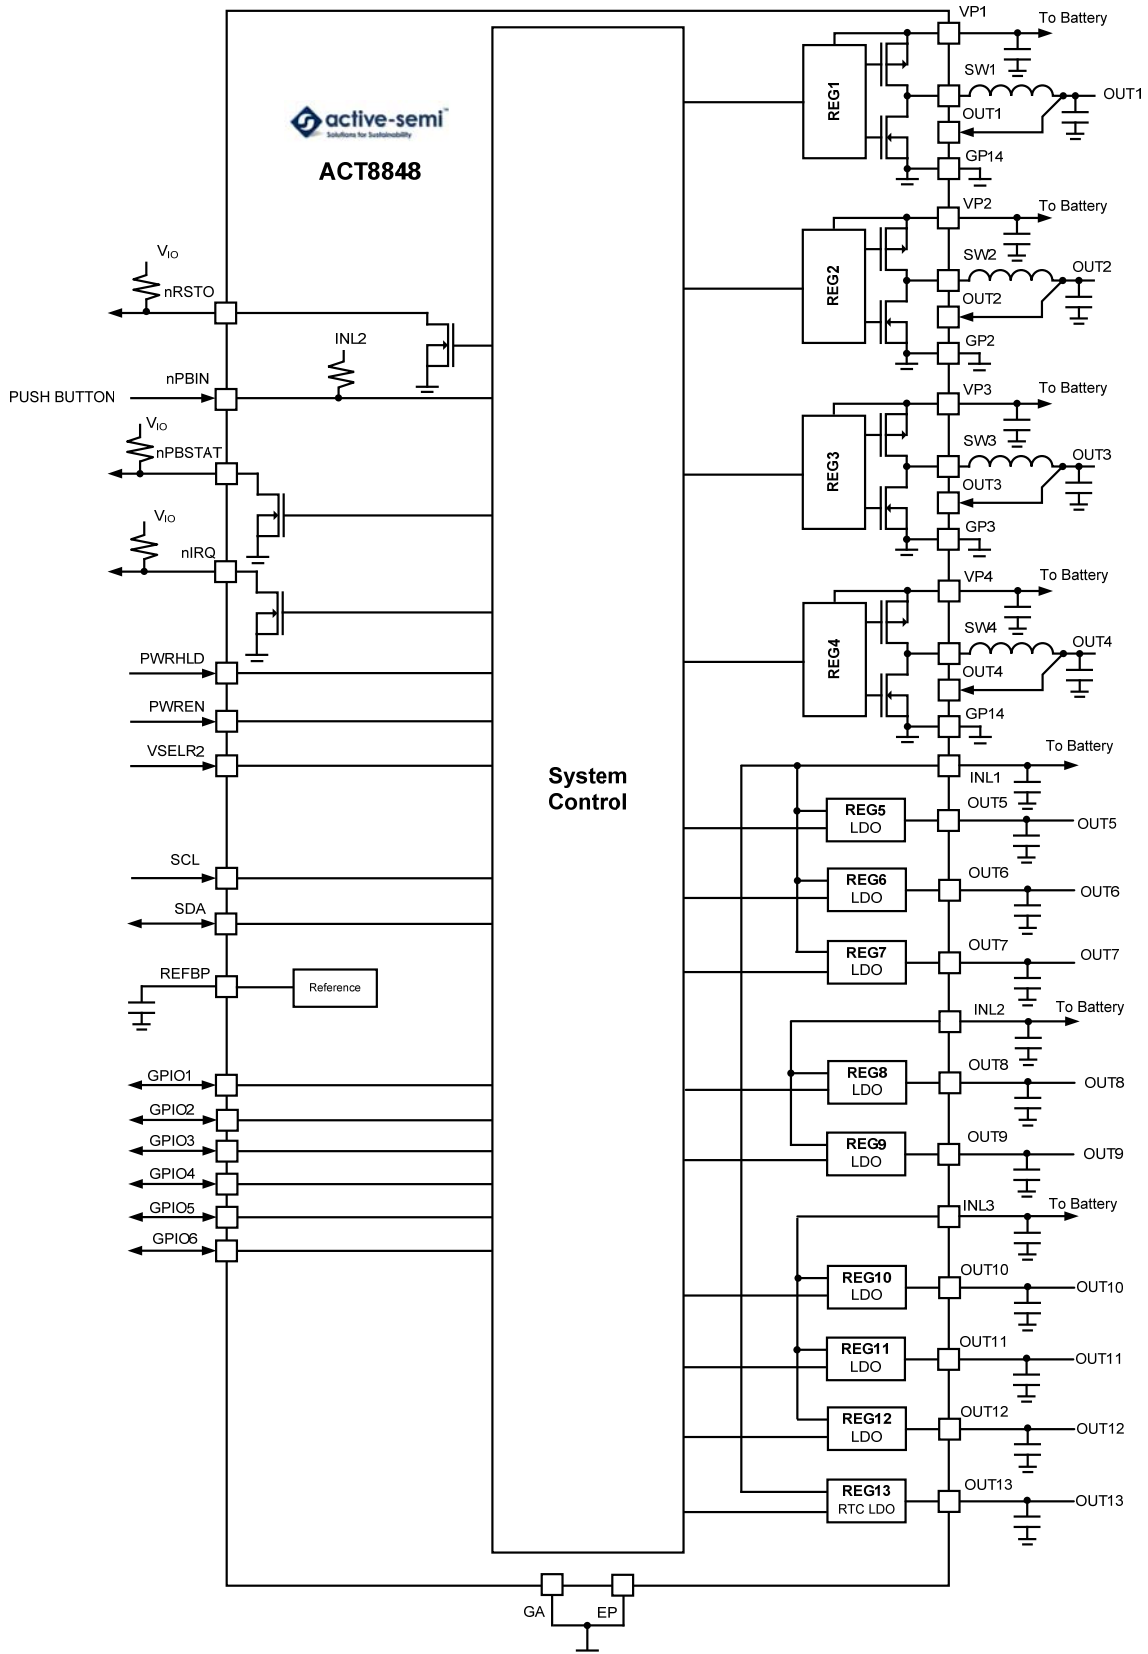 active-semi™
Solutions for Sustainability
ACT8848
VIO
nRSTO
INL2
nPBIN
PUSH BUTTON
VIO
nPBSTAT
VIO
nIRQ
PWRHLD
PWREN
VSELR2
SCL
SDA
REFBP
Reference
GPIO1
GPIO2
GPIO3
GPIO4
GPIO5
GPIO6
System
Control
GA
EP
VP1
To Battery
REG1
SW1
OUT1
OUT1
GP14
VP2
To Battery
REG2
SW2
OUT2
OUT2
GP2
VP3
To Battery
REG3
SW3
OUT3
OUT3
GP3
VP4
To Battery
REG4
SW4
OUT4
OUT4
GP14
To Battery
INL1
REG5
LDO
OUT5
OUT5
REG6
LDO
OUT6
OUT6
REG7
LDO
OUT7
OUT7
INL2
To Battery
REG8
LDO
OUT8
OUT8
REG9
LDO
OUT9
OUT9
INL3
To Battery
REG10
LDO
OUT10
OUT10
REG11
LDO
OUT11
OUT11
REG12
LDO
OUT12
OUT12
REG13
RTC LDO
OUT13
OUT13